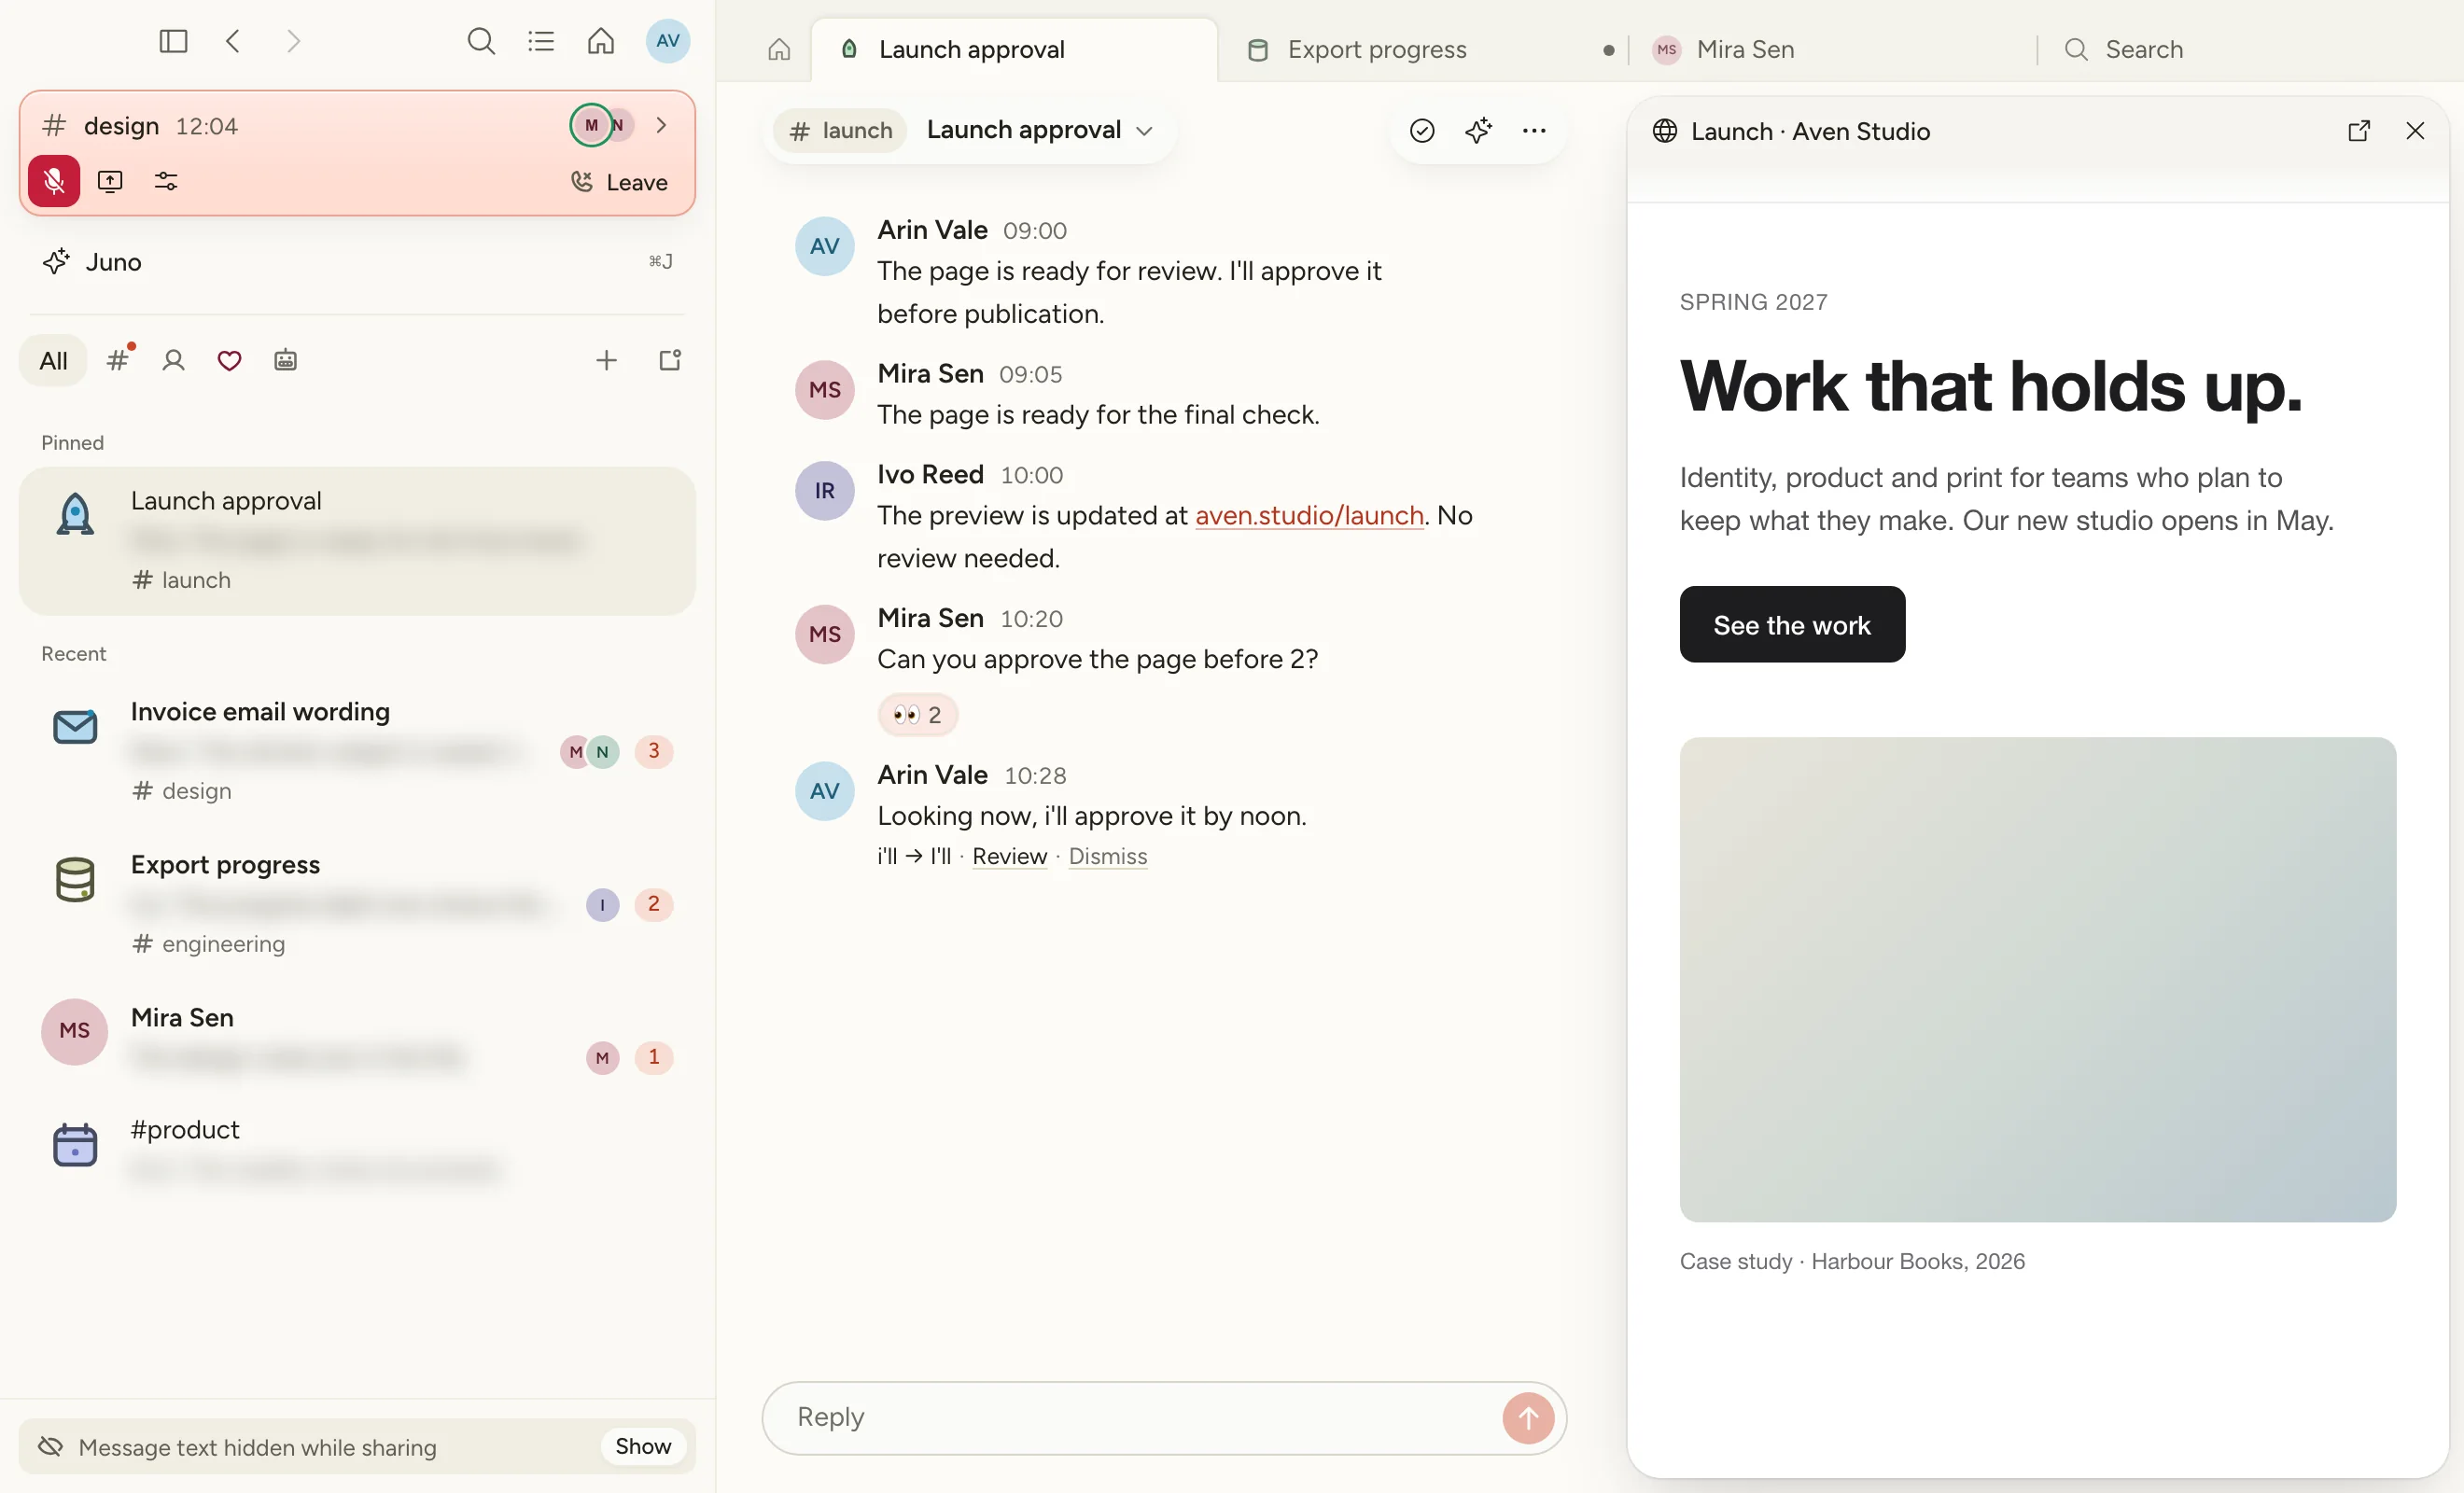 AV
design 12:04
M N
Leave
Juno
⌘J
All
Pinned
Launch approval
# launch
Recent
Invoice email wording
M N 3
# design
Export progress
I 2
# engineering
MS
Mira Sen
M 1
#product
Message text hidden while sharing
Show
Launch approval
Export progress
MS Mira Sen
Search
# launch Launch approval
AV
Arin Vale 09:00
The page is ready for review. I'll approve it
before publication.
MS
Mira Sen 09:05
The page is ready for the final check.
IR
Ivo Reed 10:00
The preview is updated at aven.studio/launch. No
review needed.
MS
Mira Sen 10:20
Can you approve the page before 2?
👀 2
AV
Arin Vale 10:28
Looking now, i'll approve it by noon.
i'll → I'll · Review · Dismiss
Reply
Launch · Aven Studio
SPRING 2027
Work that holds up.
Identity, product and print for teams who plan to
keep what they make. Our new studio opens in May.
See the work
Case study · Harbour Books, 2026